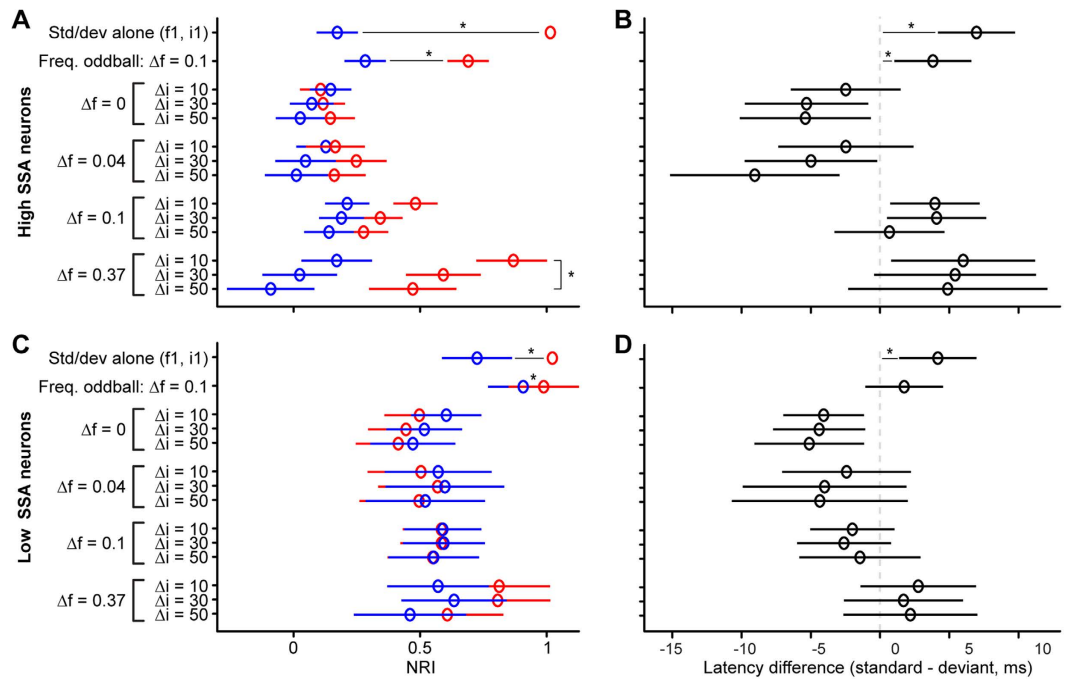 A
B
Std/dev alone (f1, i1)
*
*
Freq. oddball: Δf = 0.1
*
*
High SSA neurons
Δf = 0
Δi = 10
Δi = 30
Δi = 50
Δf = 0.04
Δi = 10
Δi = 30
Δi = 50
Δf = 0.1
Δi = 10
Δi = 30
Δi = 50
Δf = 0.37
Δi = 10
Δi = 30
Δi = 50
*
C
D
Std/dev alone (f1, i1)
*
*
Freq. oddball: Δf = 0.1
*
Low SSA neurons
Δf = 0
Δi = 10
Δi = 30
Δi = 50
Δf = 0.04
Δi = 10
Δi = 30
Δi = 50
Δf = 0.1
Δi = 10
Δi = 30
Δi = 50
Δf = 0.37
Δi = 10
Δi = 30
Δi = 50
0 0.5 1
NRI
-15 -10 -5 0 5 10
Latency difference (standard - deviant, ms)